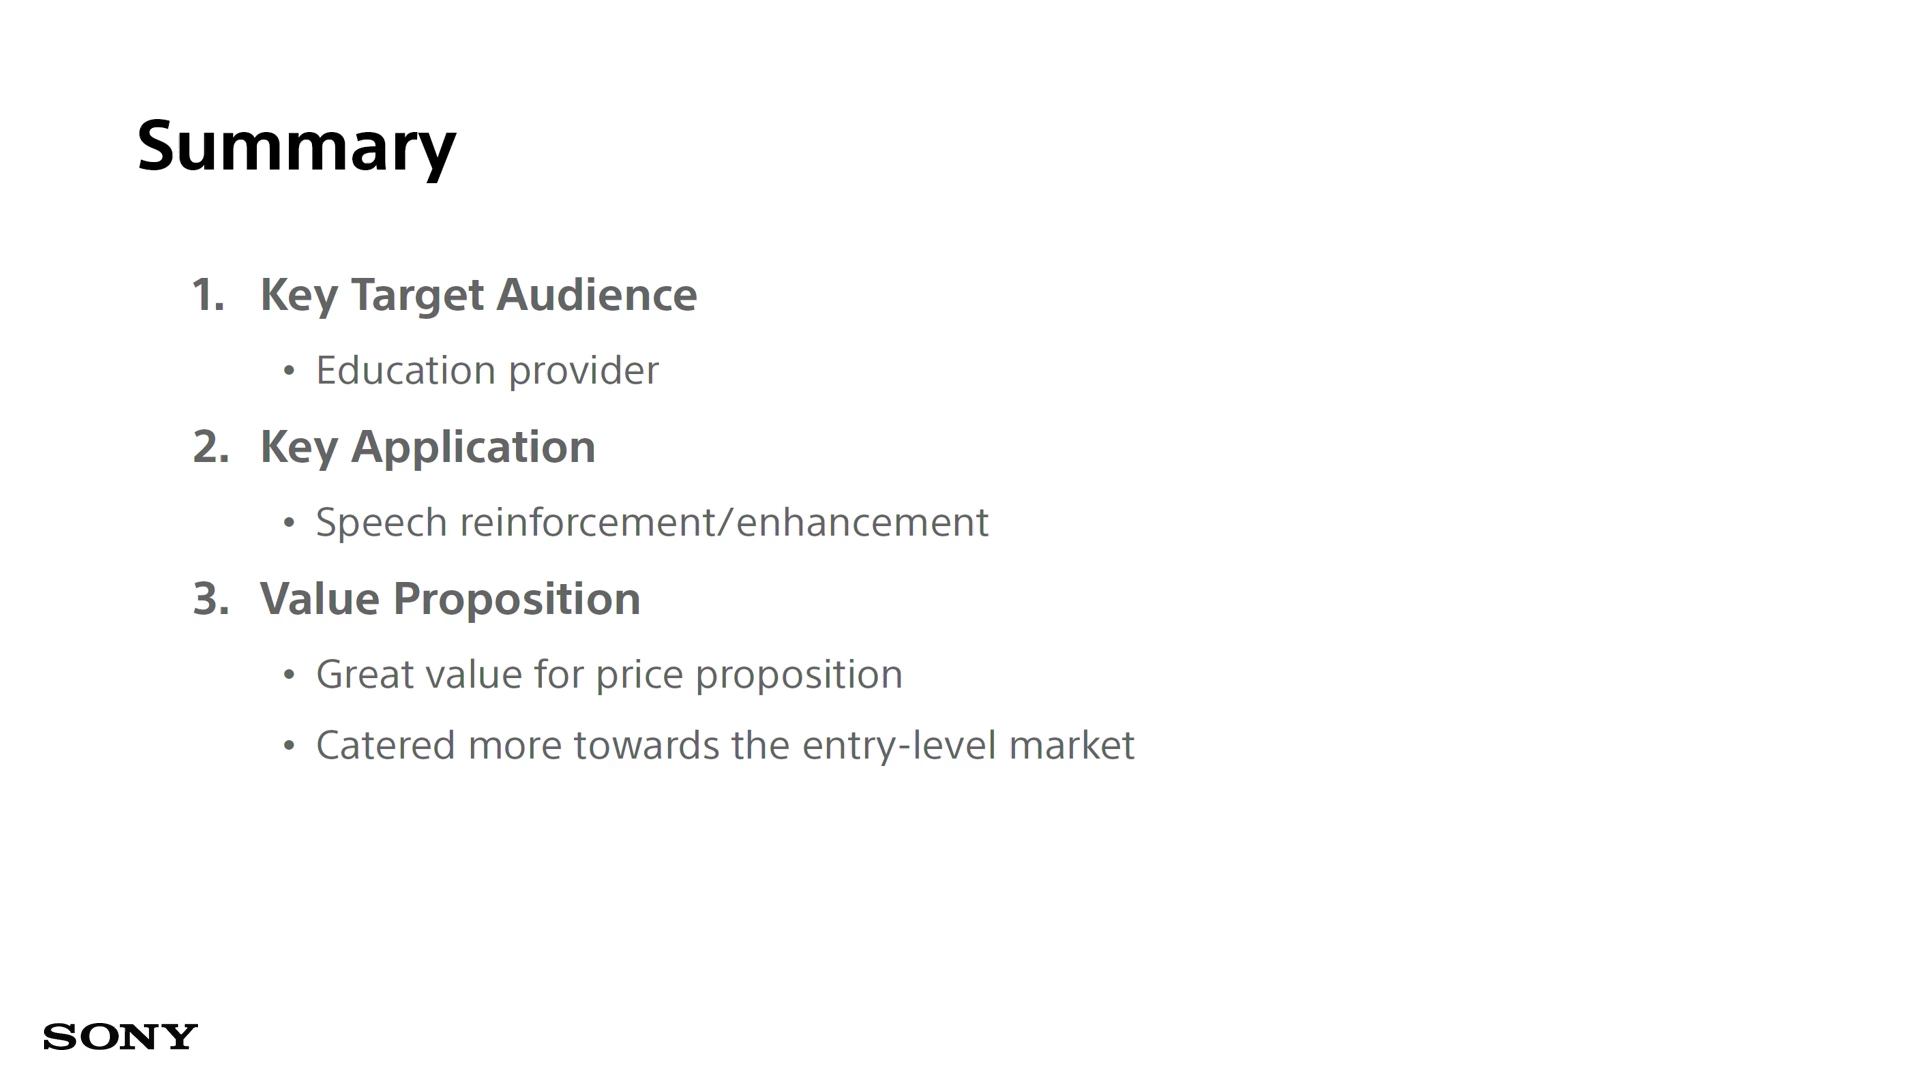 Summary
1. Key Target Audience
• Education provider
2. Key Application
• Speech reinforcement/enhancement
3. Value Proposition
• Great value for price proposition
• Catered more towards the entry-level market
SONY